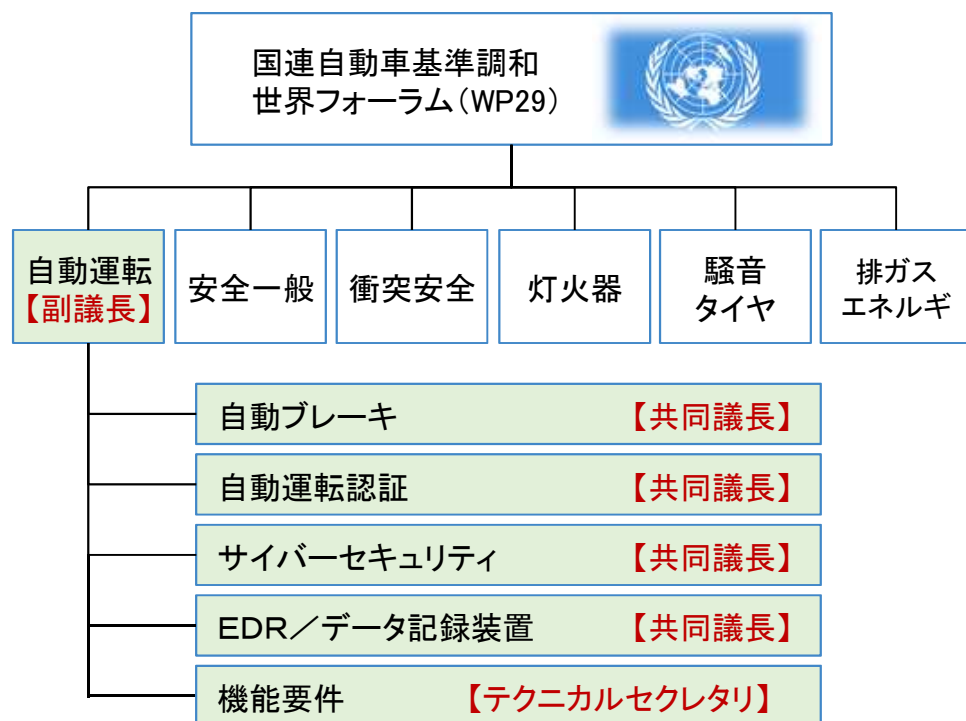 国連自動車基準調和
世界フォーラム（WP29）
自動運転
【副議長】
安全一般
衝突安全
灯火器
騒音
タイヤ
排ガス
エネルギ
自動ブレーキ 【共同議長】
自動運転認証 【共同議長】
サイバーセキュリティ 【共同議長】
ＥＤＲ／データ記録装置 【共同議長】
機能要件 【テクニカルセクレタリ】